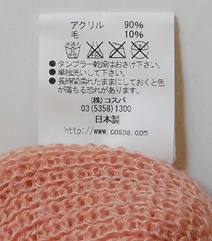 アクリル 90%
毛 10%
●タンブラー乾燥はおさけ下さい。
●単独洗いして下さい。
●長時間濡れたままにしておくと色
が落ちる恐れがあります。
(株)コスパ
03(5358)1300
日本製
http://www.cospa.com